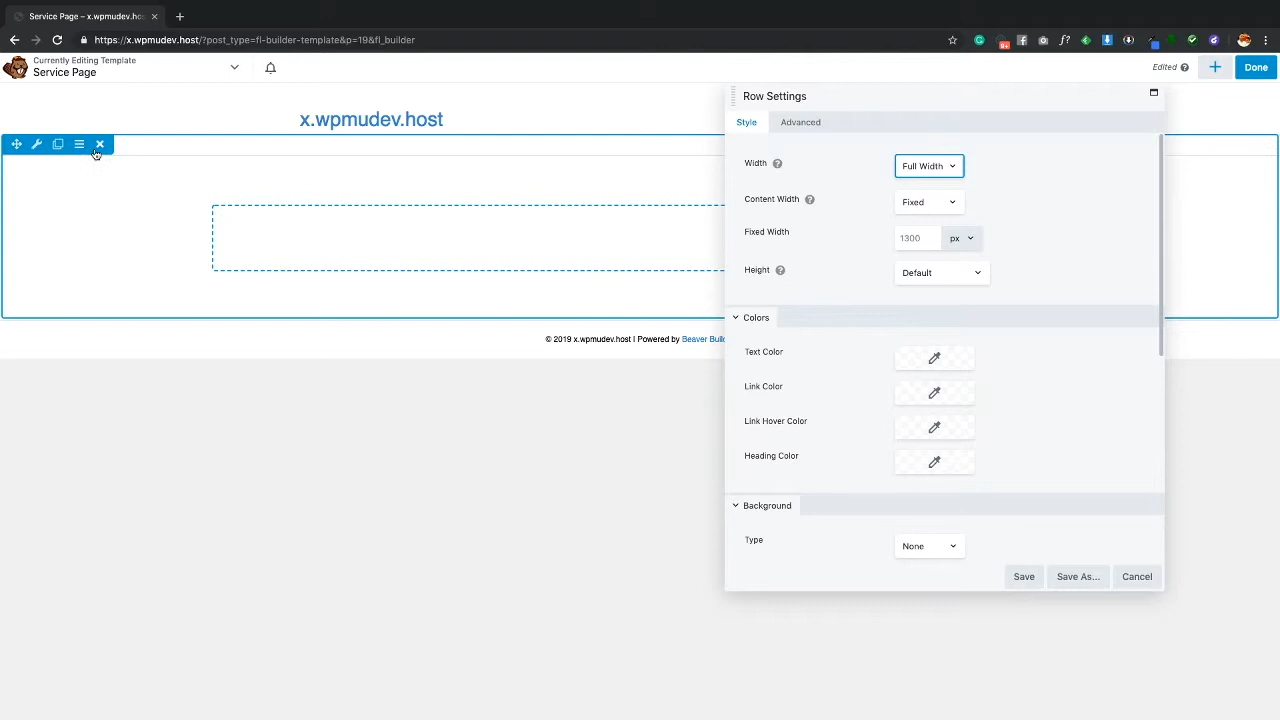 Service Page – x.wpmudev.hos
https://x.wpmudev.host/?post_type=fl-builder-template&p=19&fl_builder
Currently Editing Template
Service Page
Edited
Done
x.wpmudev.host
Row Settings
Style
Advanced
Width
Full Width
Content Width
Fixed
Fixed Width
1300
px
Height
Default
Colors
Text Color
Link Color
Link Hover Color
Heading Color
Background
Type
None
Save
Save As...
Cancel
© 2019 x.wpmudev.host | Powered by Beaver Buil